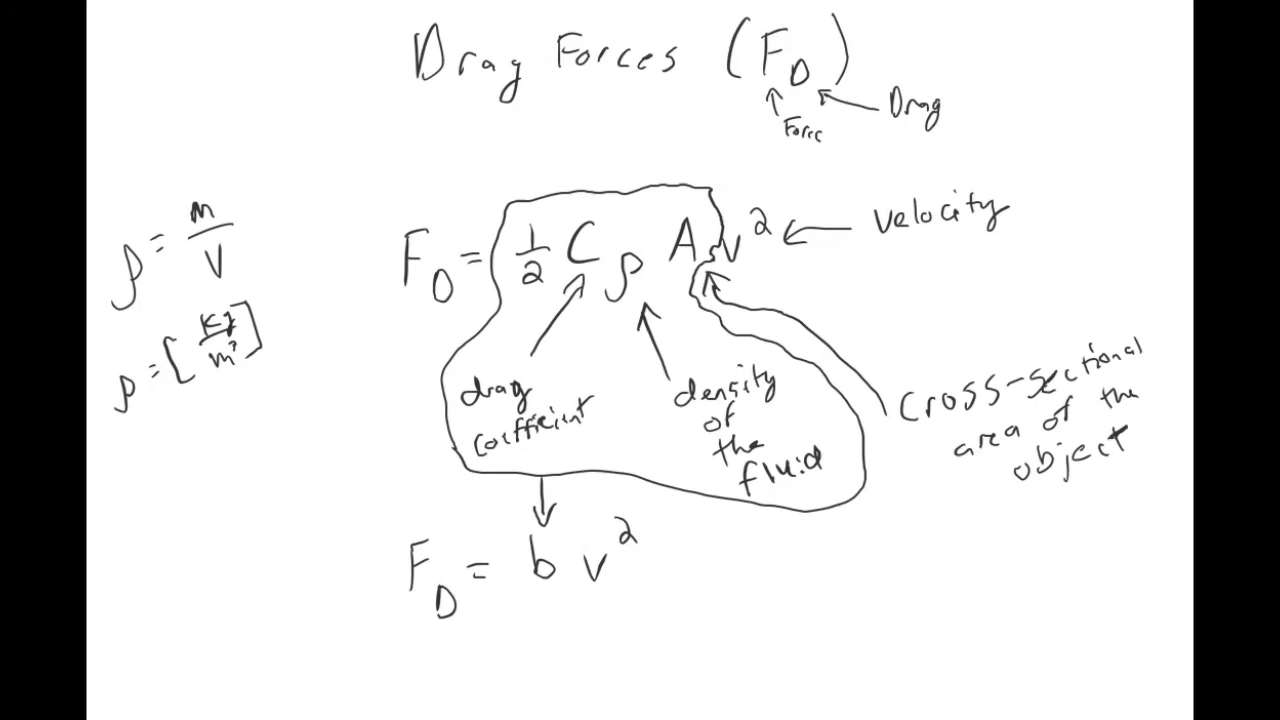 Drag Forces (F_D)
Force
Drag
ρ = m/V
ρ = [kg/m³]
F_D = ½ C ρ A v²
velocity
drag
coefficient
density
of
the
fluid
cross-sectional
area of the
object
F_D = b v²